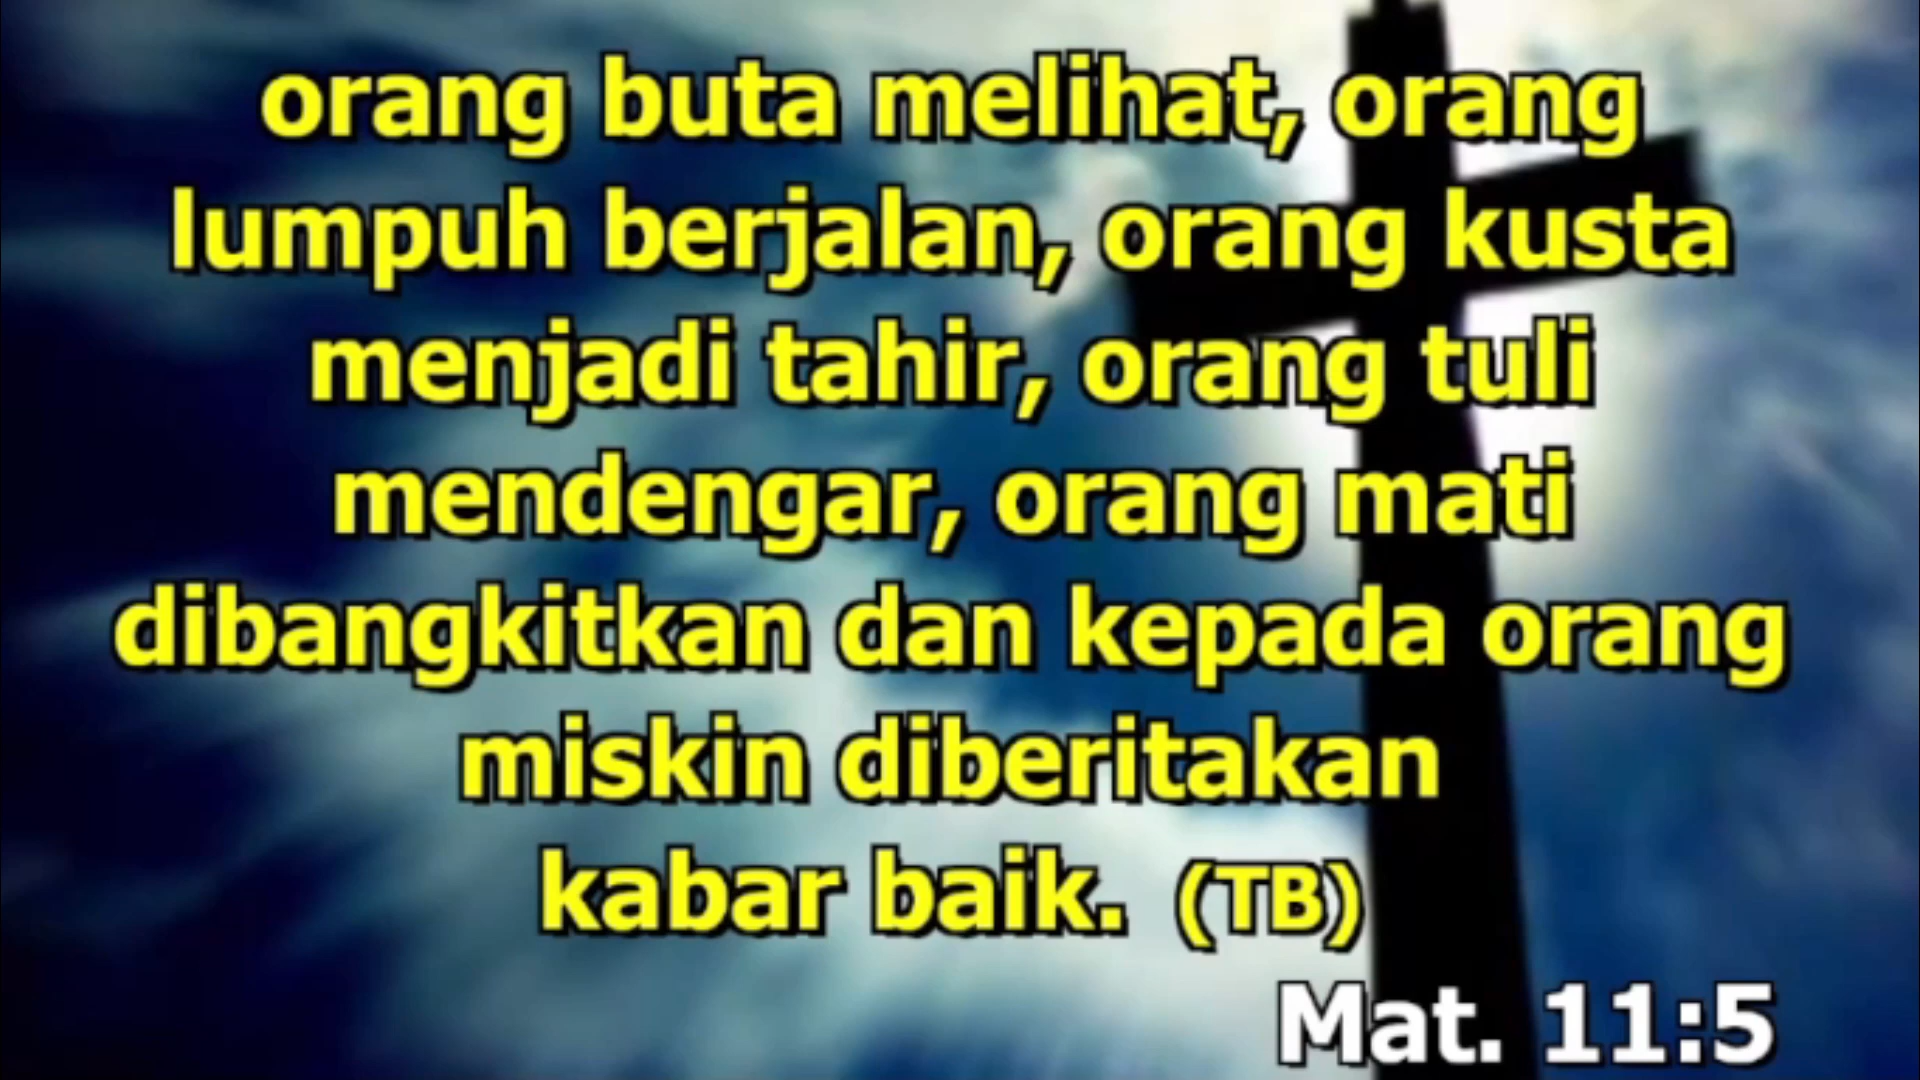 orang buta melihat, orang
lumpuh berjalan, orang kusta
menjadi tahir, orang tuli
mendengar, orang mati
dibangkitkan dan kepada orang
miskin diberitakan
kabar baik. (TB)
Mat. 11:5